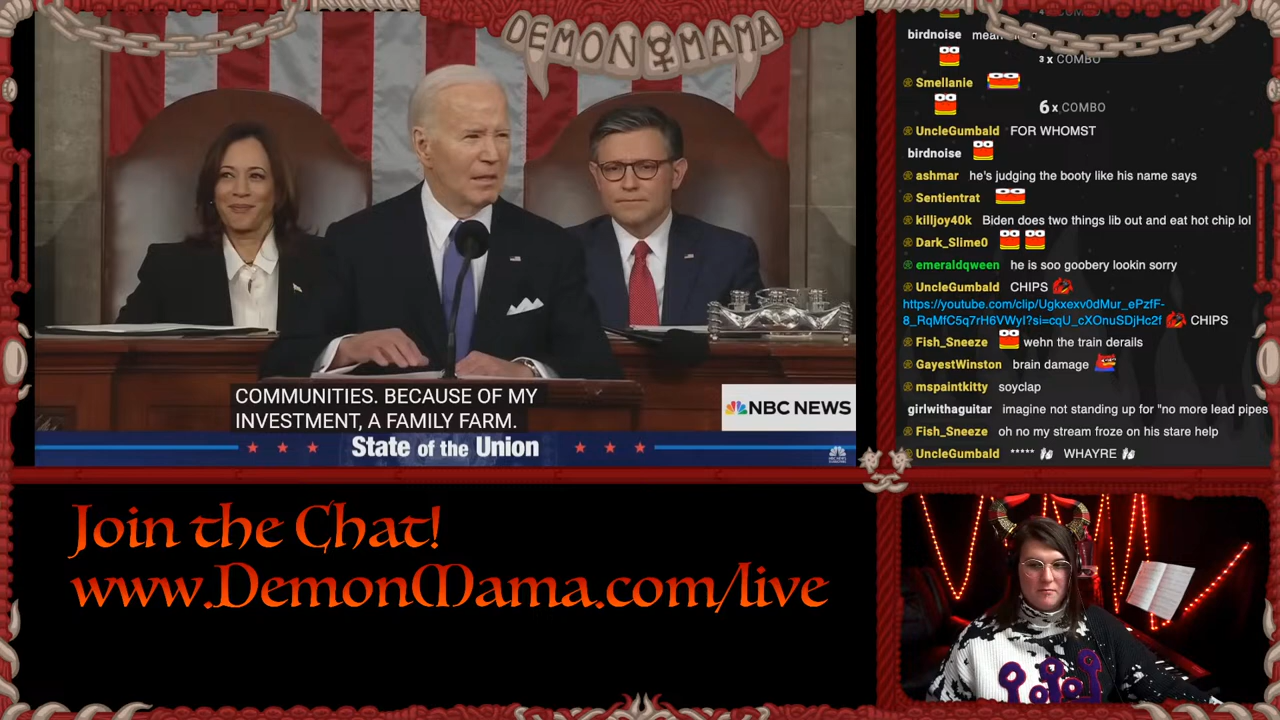 DEMON MAMA
birdnoise
3 x COMBO
Smellanie
6 x COMBO
UncleGumbald FOR WHOMST
birdnoise
ashmar he's judging the booty like his name says
Sentientrat
killjoy40k Biden does two things lib out and eat hot chip lol
Dark_Slime0
emeraldqween he is soo goobery lookin sorry
UncleGumbald CHIPS
https://youtube.com/clip/Ugkxexv0dMur_ePzfF-
8_RqMfC5q7rH6VWyI?si=cqU_cXOnuSDjHc2f CHIPS
Fish_Sneeze wehn the train derails
GayestWinston brain damage
mspaintkitty soyclap
girlwithaguitar imagine not standing up for "no more lead pipes
Fish_Sneeze oh no my stream froze on his stare help
UncleGumbald ***** WHAYRE
COMMUNITIES. BECAUSE OF MY
INVESTMENT, A FAMILY FARM.
NBC NEWS
State of the Union
Join the Chat!
www.DemonMama.com/live